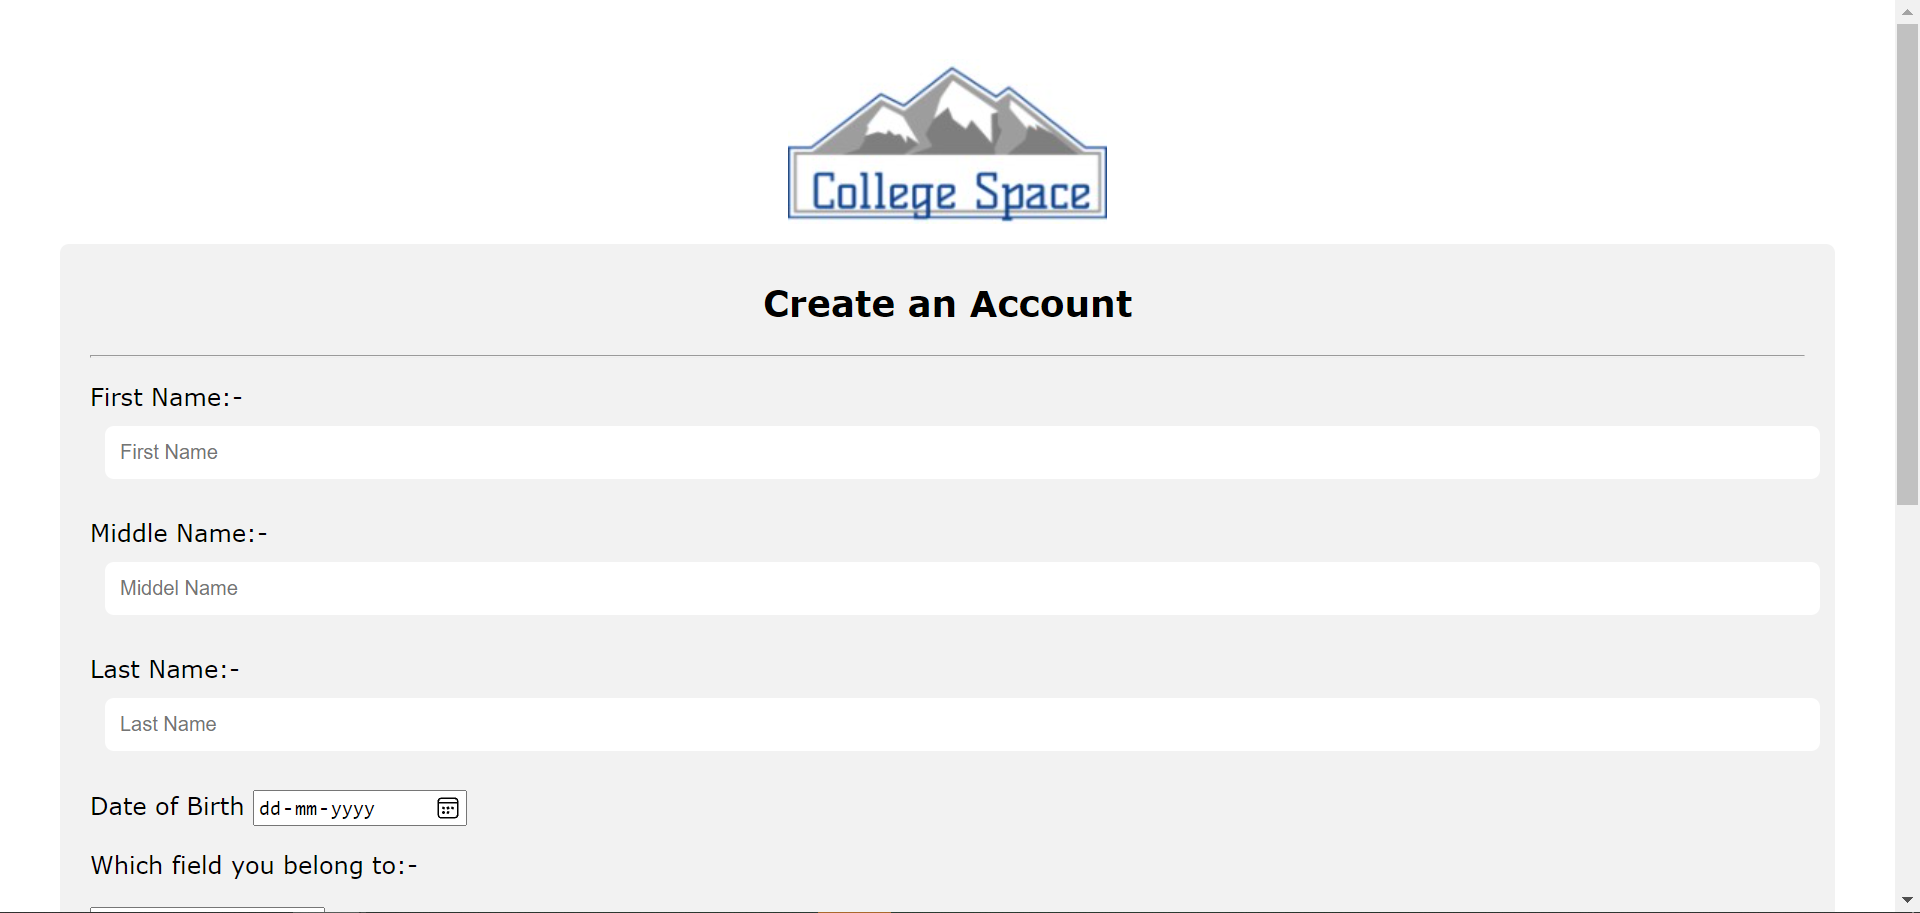 College Space
Create an Account
First Name:-
First Name
Middle Name:-
Middel Name
Last Name:-
Last Name
Date of Birth dd-mm-yyyy
Which field you belong to:-